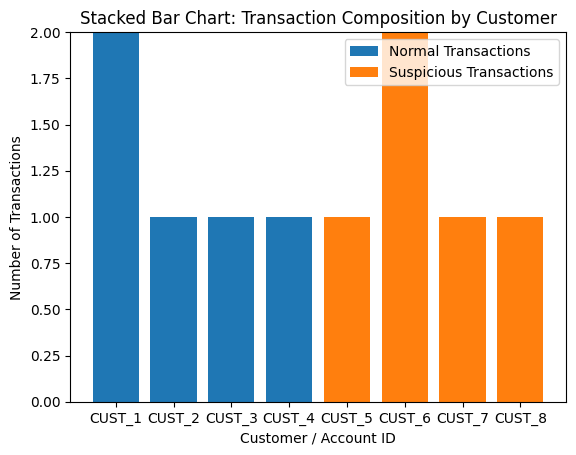 Stacked Bar Chart: Transaction Composition by Customer
Normal Transactions
Suspicious Transactions
Number of Transactions
2.00
1.75
1.50
1.25
1.00
0.75
0.50
0.25
0.00
CUST_1 CUST_2 CUST_3 CUST_4 CUST_5 CUST_6 CUST_7 CUST_8
Customer / Account ID